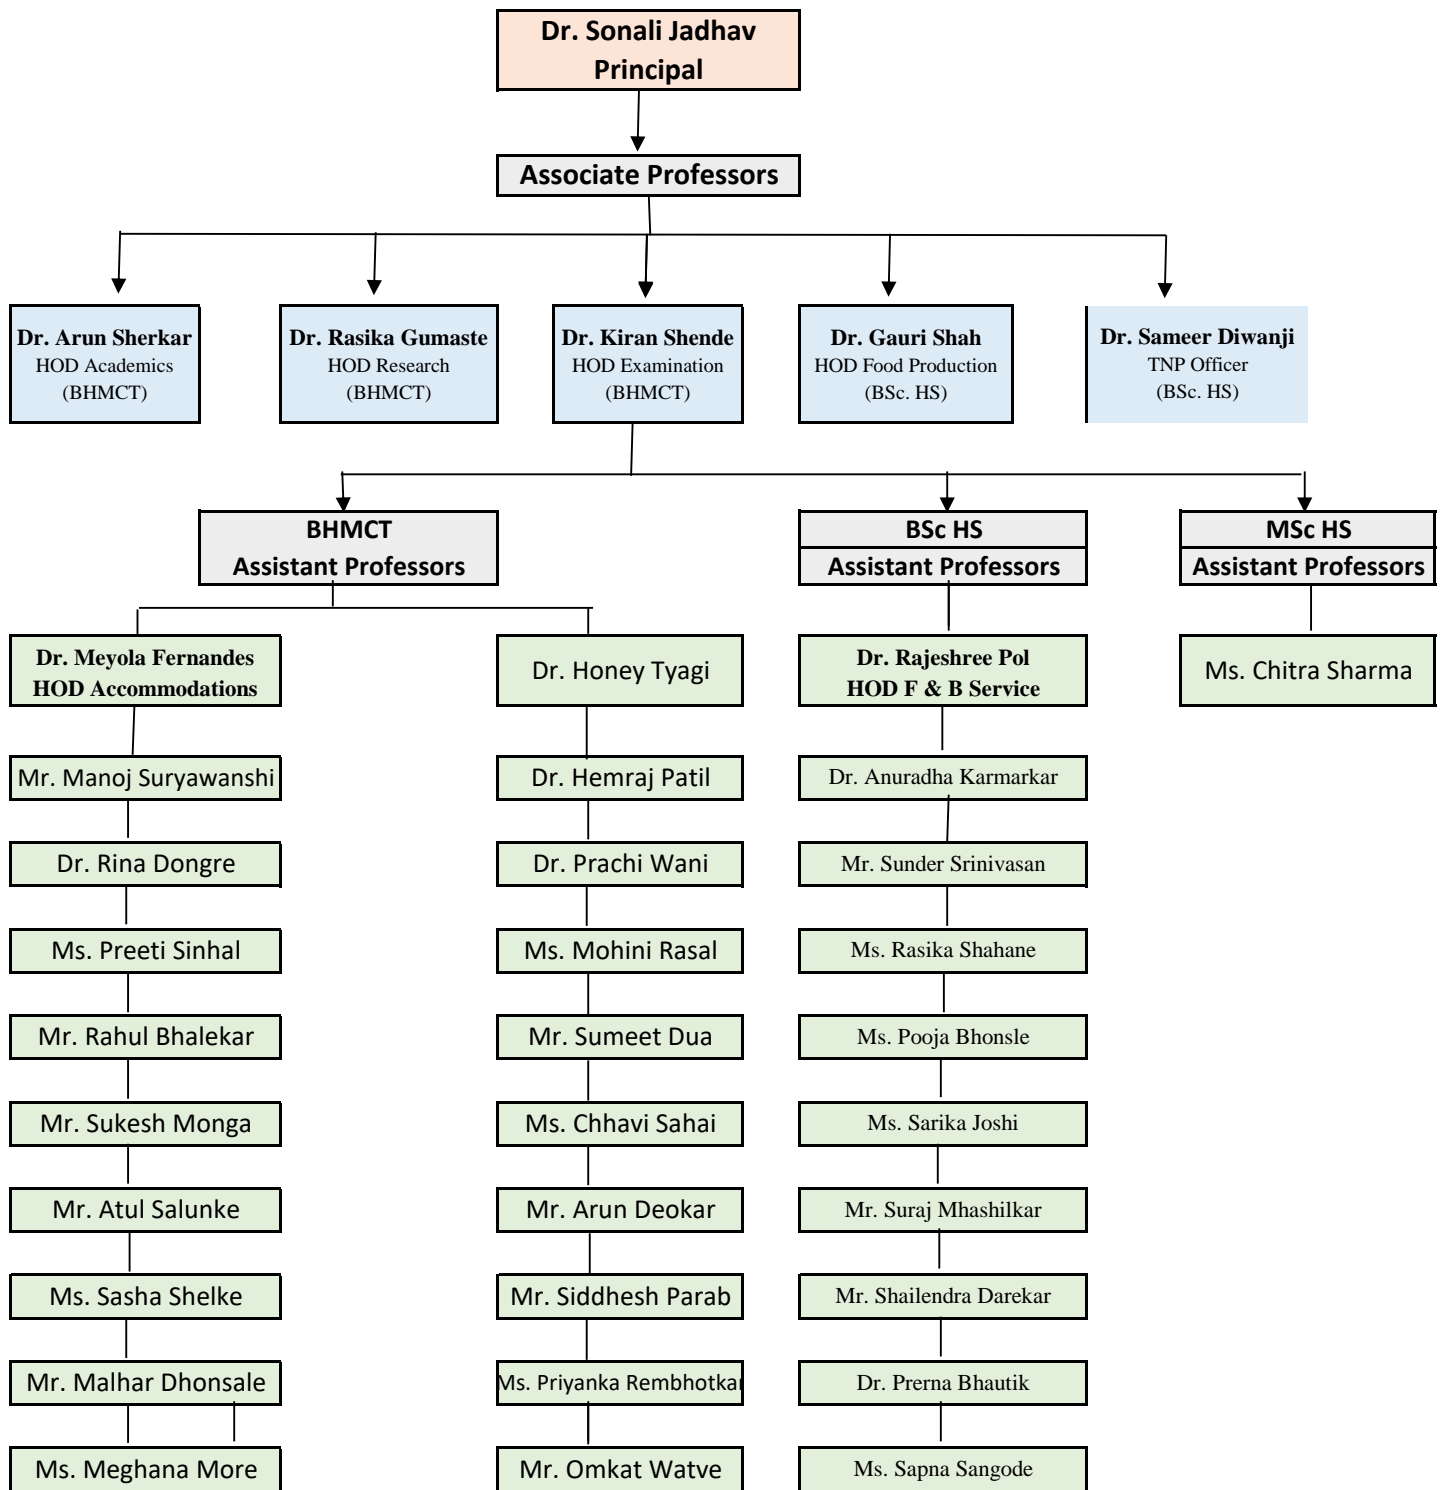 Dr. Sonali Jadhav
Principal
Associate Professors
Dr. Arun Sherkar
HOD Academics
(BHMCT)
Dr. Rasika Gumaste
HOD Research
(BHMCT)
Dr. Kiran Shende
HOD Examination
(BHMCT)
Dr. Gauri Shah
HOD Food Production
(BSc. HS)
Dr. Sameer Diwanji
TNP Officer
(BSc. HS)
BHMCT
Assistant Professors
BSc HS
Assistant Professors
MSc HS
Assistant Professors
Dr. Meyola Fernandes
HOD Accommodations
Dr. Honey Tyagi
Dr. Rajeshree Pol
HOD F & B Service
Ms. Chitra Sharma
Mr. Manoj Suryawanshi
Dr. Hemraj Patil
Dr. Anuradha Karmarkar
Dr. Rina Dongre
Dr. Prachi Wani
Mr. Sunder Srinivasan
Ms. Preeti Sinhal
Ms. Mohini Rasal
Ms. Rasika Shahane
Mr. Rahul Bhalekar
Mr. Sumeet Dua
Ms. Pooja Bhonsle
Mr. Sukesh Monga
Ms. Chhavi Sahai
Ms. Sarika Joshi
Mr. Atul Salunke
Mr. Arun Deokar
Mr. Suraj Mhashilkar
Ms. Sasha Shelke
Mr. Siddhesh Parab
Mr. Shailendra Darekar
Mr. Malhar Dhonsale
Ms. Priyanka Rembhotkar
Dr. Prerna Bhautik
Ms. Meghana More
Mr. Omkat Watve
Ms. Sapna Sangode